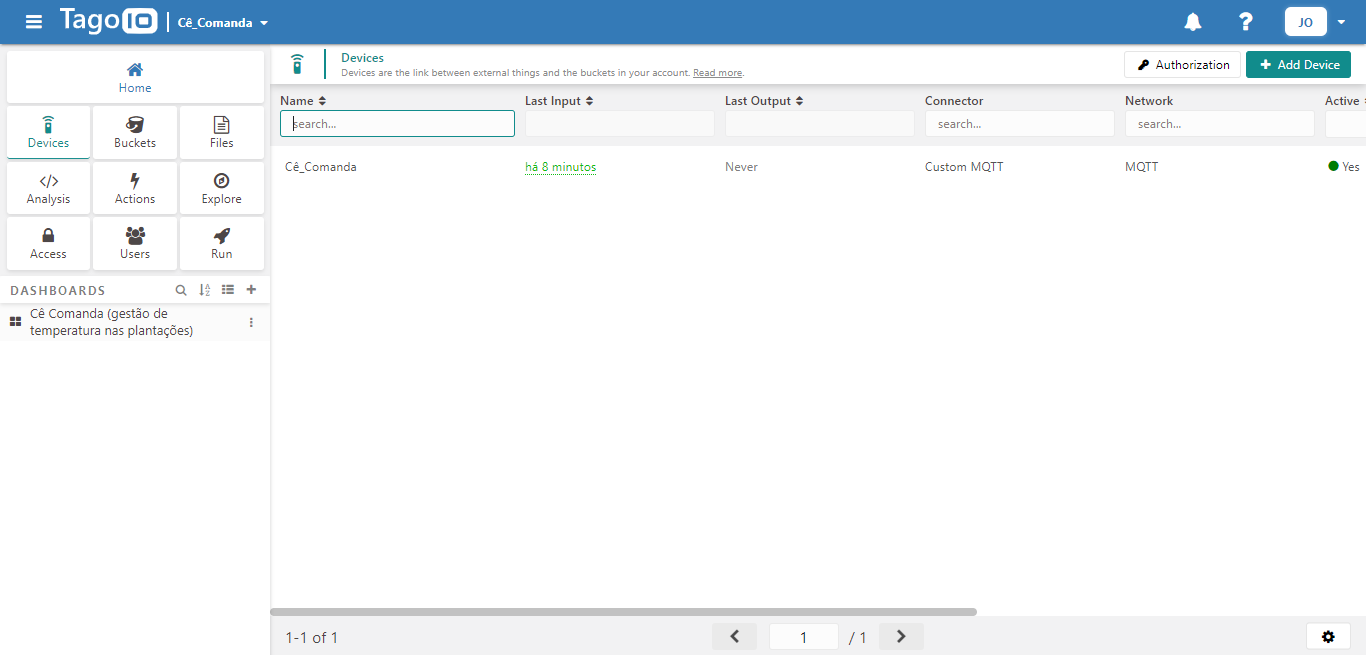 TagoIO
Cê_Comanda
JO
Home
Devices
Buckets
Files
Analysis
Actions
Explore
Access
Users
Run
DASHBOARDS
Cê Comanda (gestão de
temperatura nas plantações)
Devices
Devices are the link between external things and the buckets in your account. Read more.
Authorization
+ Add Device
Name Last Input Last Output Connector Network Active
search... search... search...
Cê_Comanda há 8 minutos Never Custom MQTT MQTT Yes
1-1 of 1
1 / 1